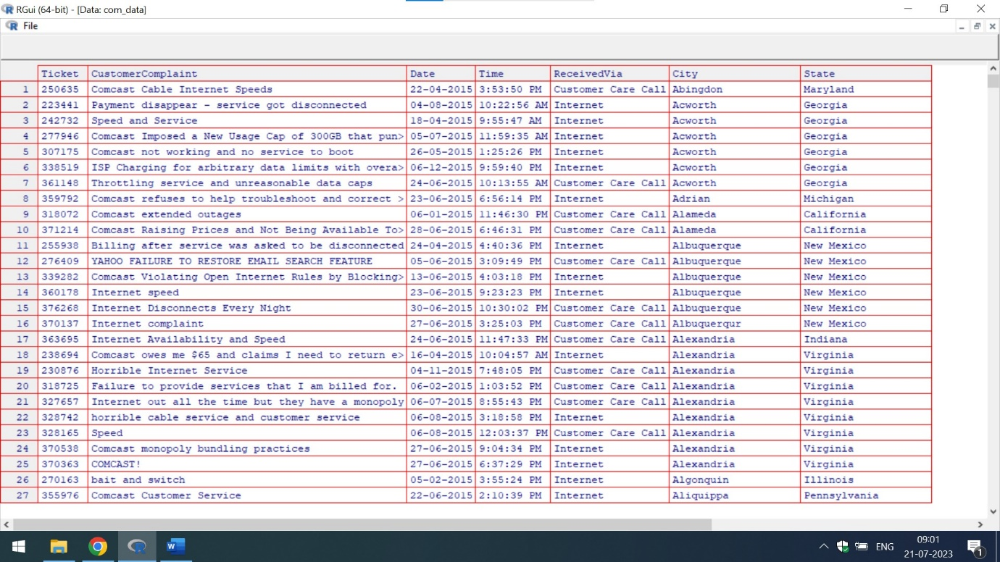 RGui (64-bit) - [Data: com_data]
File
Ticket CustomerComplaint Date Time ReceivedVia City State
1 250635 Comcast Cable Internet Speeds 22-04-2015 3:53:50 PM Customer Care Call Abingdon Maryland
2 223441 Payment disappear - service got disconnected 04-08-2015 10:22:56 AM Internet Acworth Georgia
3 242732 Speed and Service 18-04-2015 9:55:47 AM Internet Acworth Georgia
4 277946 Comcast Imposed a New Usage Cap of 300GB that pun> 05-07-2015 11:59:35 AM Internet Acworth Georgia
5 307175 Comcast not working and no service to boot 26-05-2015 1:25:26 PM Internet Acworth Georgia
6 338519 ISP Charging for arbitrary data limits with overa> 06-12-2015 9:59:40 PM Internet Acworth Georgia
7 361148 Throttling service and unreasonable data caps 24-06-2015 10:13:55 AM Customer Care Call Acworth Georgia
8 359792 Comcast refuses to help troubleshoot and correct > 23-06-2015 6:56:14 PM Internet Adrian Michigan
9 318072 Comcast extended outages 06-01-2015 11:46:30 PM Customer Care Call Alameda California
10 371214 Comcast Raising Prices and Not Being Available To> 28-06-2015 6:46:31 PM Customer Care Call Alameda California
11 255938 Billing after service was asked to be disconnected 24-04-2015 4:40:36 PM Internet Albuquerque New Mexico
12 276409 YAHOO FAILURE TO RESTORE EMAIL SEARCH FEATURE 05-06-2015 3:09:49 PM Customer Care Call Albuquerque New Mexico
13 339282 Comcast Violating Open Internet Rules by Blocking> 13-06-2015 4:03:18 PM Internet Albuquerque New Mexico
14 360178 Internet speed 23-06-2015 9:23:23 PM Internet Albuquerque New Mexico
15 376268 Internet Disconnects Every Night 30-06-2015 10:30:02 PM Customer Care Call Albuquerque New Mexico
16 370137 Internet complaint 27-06-2015 3:25:03 PM Customer Care Call Albuquerqur New Mexico
17 363695 Internet Availability and Speed 24-06-2015 11:47:33 PM Customer Care Call Alexandria Indiana
18 238694 Comcast owes me $65 and claims I need to return e> 16-04-2015 10:04:57 AM Internet Alexandria Virginia
19 230876 Horrible Internet Service 04-11-2015 7:48:05 PM Customer Care Call Alexandria Virginia
20 318725 Failure to provide services that I am billed for. 06-02-2015 1:03:52 PM Customer Care Call Alexandria Virginia
21 327657 Internet out all the time but they have a monopoly 06-07-2015 8:55:43 PM Customer Care Call Alexandria Virginia
22 328742 horrible cable service and customer service 06-08-2015 3:18:58 PM Internet Alexandria Virginia
23 328165 Speed 06-08-2015 12:03:37 PM Customer Care Call Alexandria Virginia
24 370538 Comcast monopoly bundling practices 27-06-2015 9:04:34 PM Internet Alexandria Virginia
25 370363 COMCAST! 27-06-2015 6:37:29 PM Internet Alexandria Virginia
26 270163 bait and switch 05-02-2015 3:55:24 PM Internet Algonquin Illinois
27 355976 Comcast Customer Service 22-06-2015 2:10:39 PM Internet Aliquippa Pennsylvania
ENG
09:01
21-07-2023
1